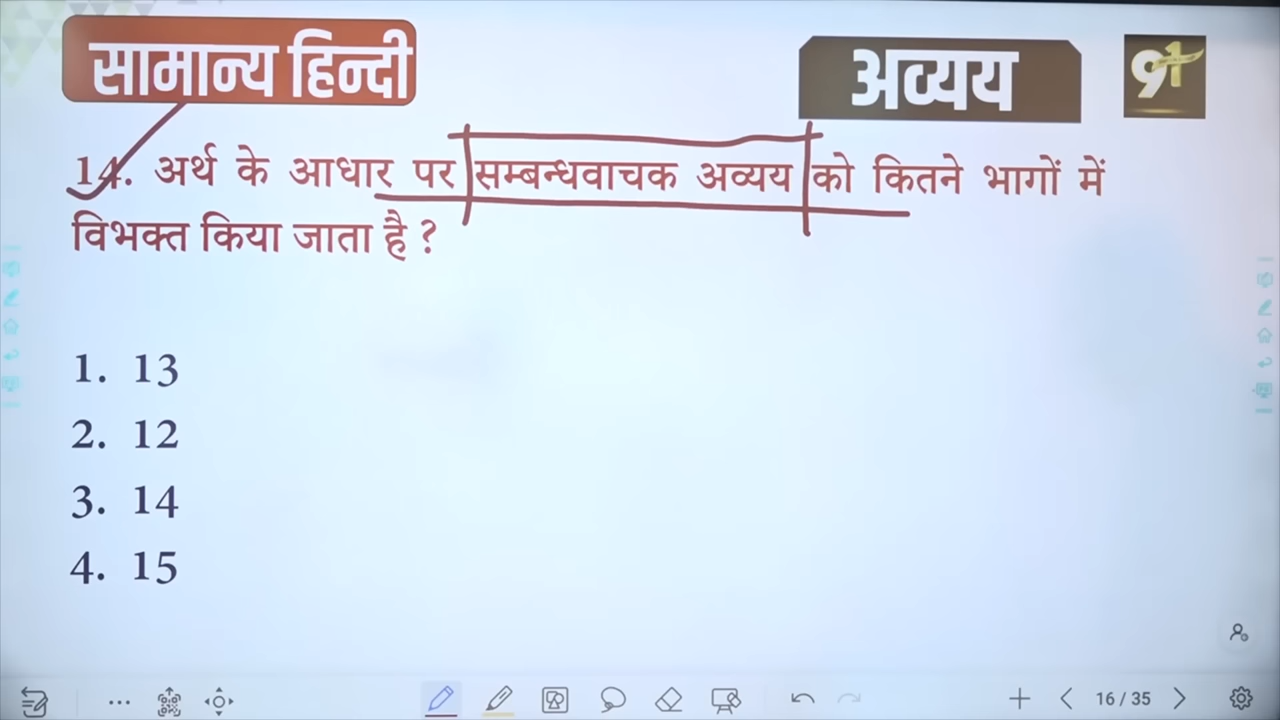 सामान्य हिन्दी
अव्यय
91
14. अर्थ के आधार पर सम्बन्धवाचक अव्यय को कितने भागों में
विभक्त किया जाता है ?
1. 13
2. 12
3. 14
4. 15
16 / 35